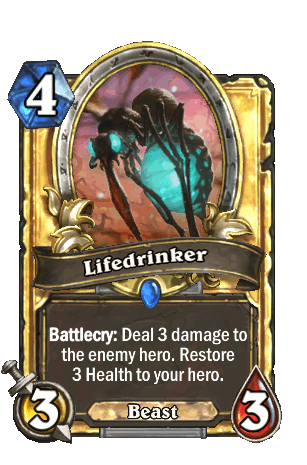 4
Lifedrinker
Battlecry: Deal 3 damage to
the enemy hero. Restore
3 Health to your hero.
3
Beast
3